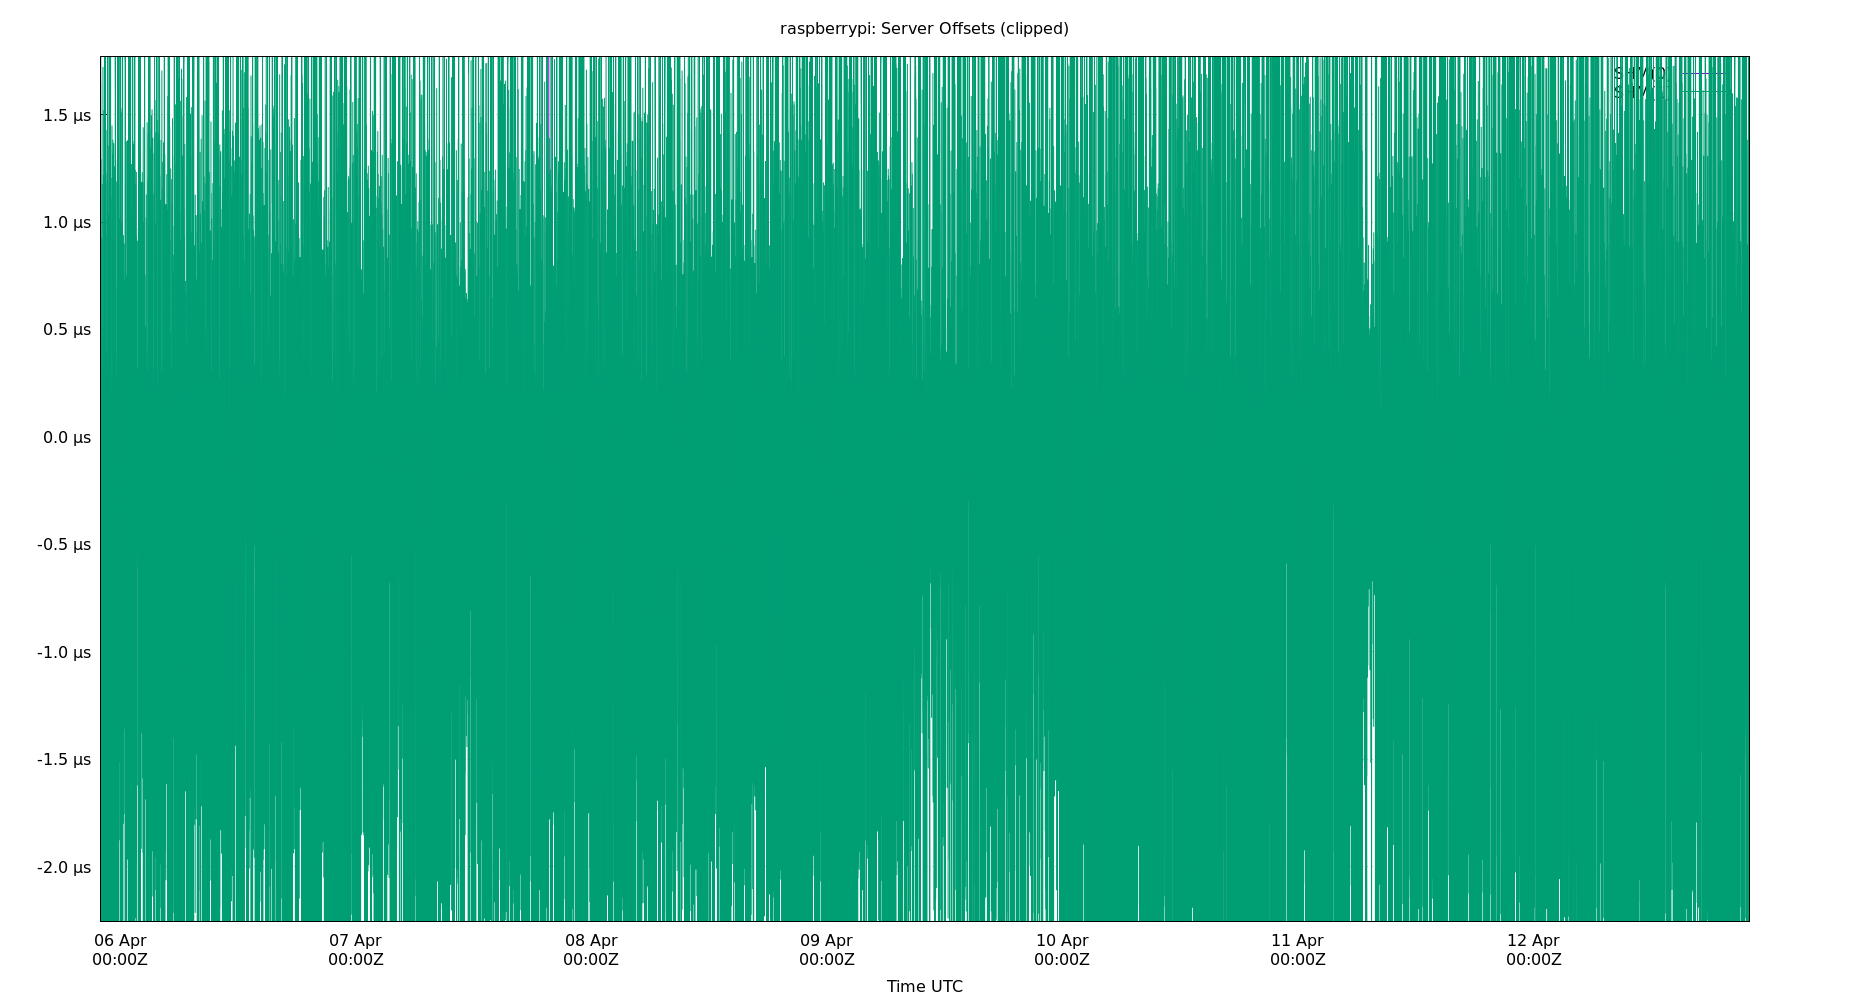 raspberrypi: Server Offsets (clipped)
1.5 µs
1.0 µs
0.5 µs
0.0 µs
-0.5 µs
-1.0 µs
-1.5 µs
-2.0 µs
06 Apr 07 Apr 08 Apr 09 Apr 10 Apr 11 Apr 12 Apr
00:00Z 00:00Z 00:00Z 00:00Z 00:00Z 00:00Z 00:00Z
Time UTC